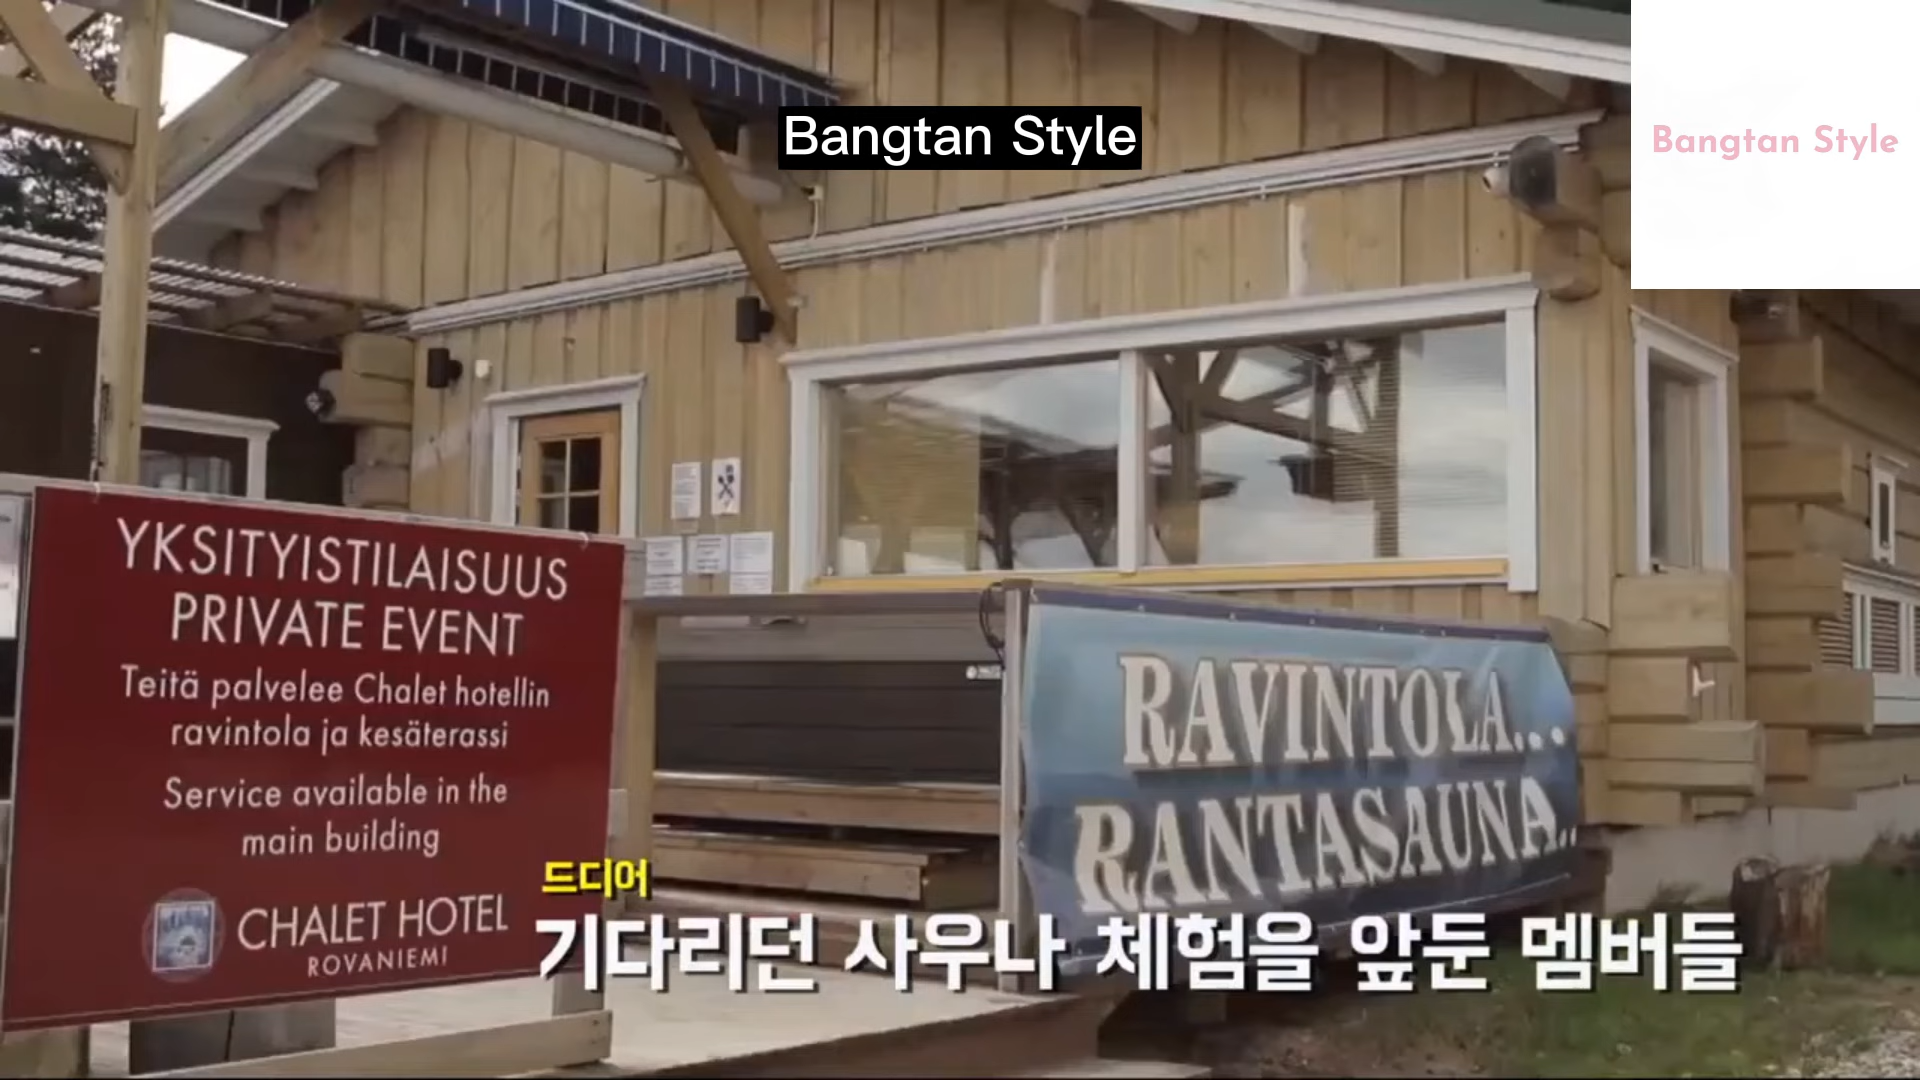 Bangtan Style
Bangtan Style
YKSITYISTILAISUUS
PRIVATE EVENT
Teitä palvelee Chalet hotellin
ravintola ja kesäterassi
Service available in the
main building
CHALET HOTEL
ROVANIEMI
RAVINTOLA...
RANTASAUNA..
드디어
기다리던 사우나 체험을 앞둔 멤버들